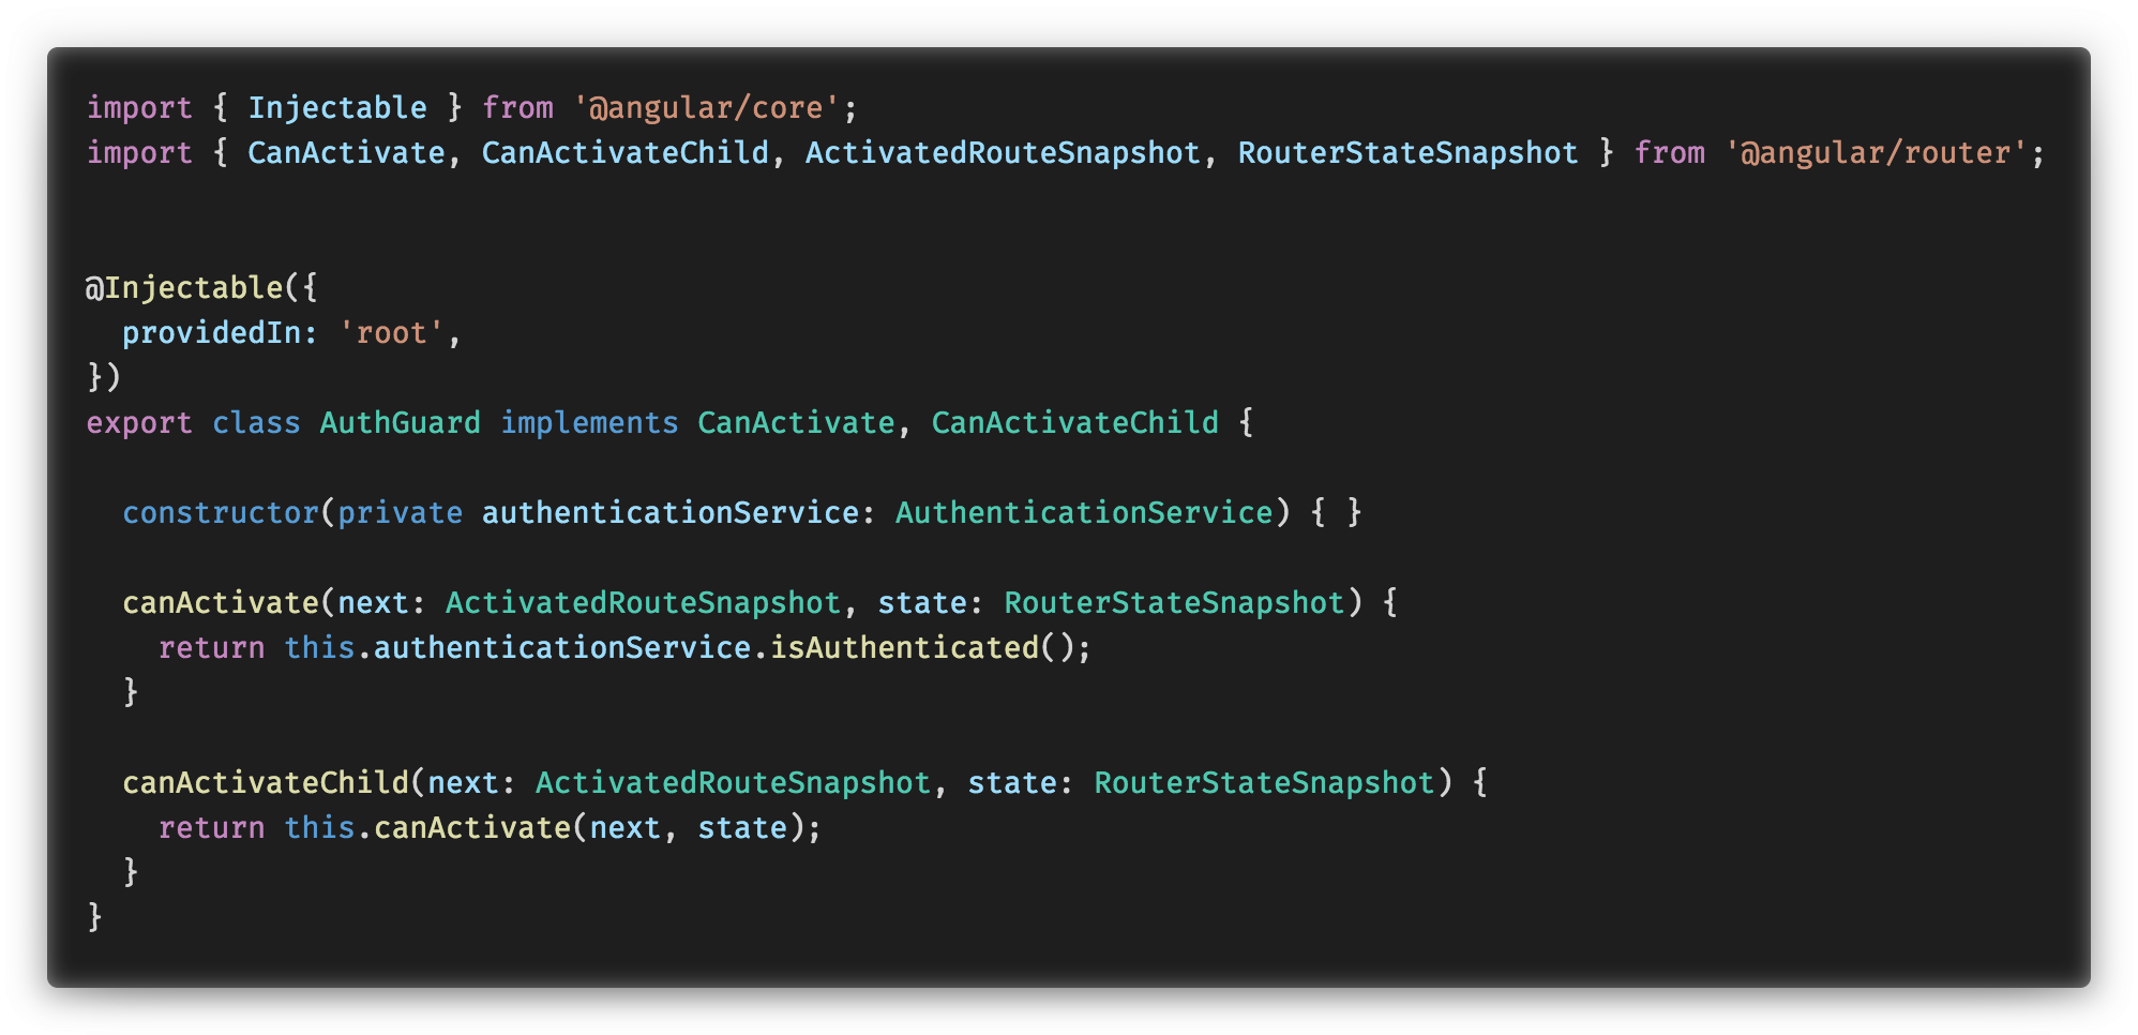 import { Injectable } from '@angular/core';
import { CanActivate, CanActivateChild, ActivatedRouteSnapshot, RouterStateSnapshot } from '@angular/router';
@Injectable({
  providedIn: 'root',
})
export class AuthGuard implements CanActivate, CanActivateChild {
  constructor(private authenticationService: AuthenticationService) { }
  canActivate(next: ActivatedRouteSnapshot, state: RouterStateSnapshot) {
    return this.authenticationService.isAuthenticated();
  }
  canActivateChild(next: ActivatedRouteSnapshot, state: RouterStateSnapshot) {
    return this.canActivate(next, state);
  }
}